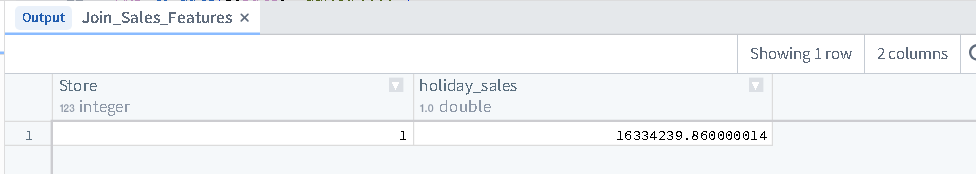 Output Join_Sales_Features ×
Showing 1 row 2 columns
Store holiday_sales
123 integer 1.0 double
1 1 16334239.860000014